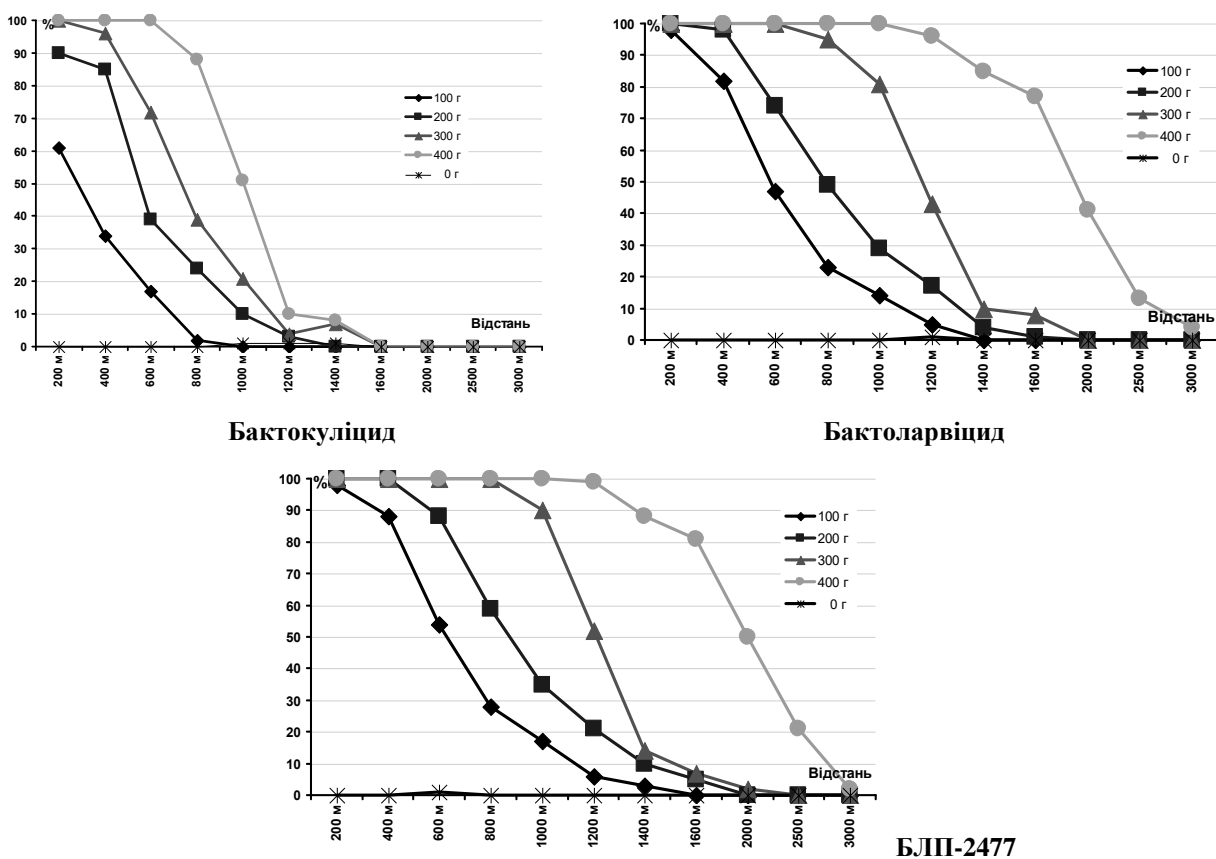 %
100
90
80
70
60
50
40
30
20
10
0
100 г
200 г
300 г
400 г
0 г
Відстань
200 м
400 м
600 м
800 м
1000 м
1200 м
1400 м
1600 м
2000 м
2500 м
3000 м
Бактокуліцид
%
100
90
80
70
60
50
40
30
20
10
0
100 г
200 г
300 г
400 г
0 г
Відстань
200 м
400 м
600 м
800 м
1000 м
1200 м
1400 м
1600 м
2000 м
2500 м
3000 м
Бактоларвіцид
%
100
90
80
70
60
50
40
30
20
10
0
100 г
200 г
300 г
400 г
0 г
Відстань
200 м
400 м
600 м
800 м
1000 м
1200 м
1400 м
1600 м
2000 м
2500 м
3000 м
БЛП-2477